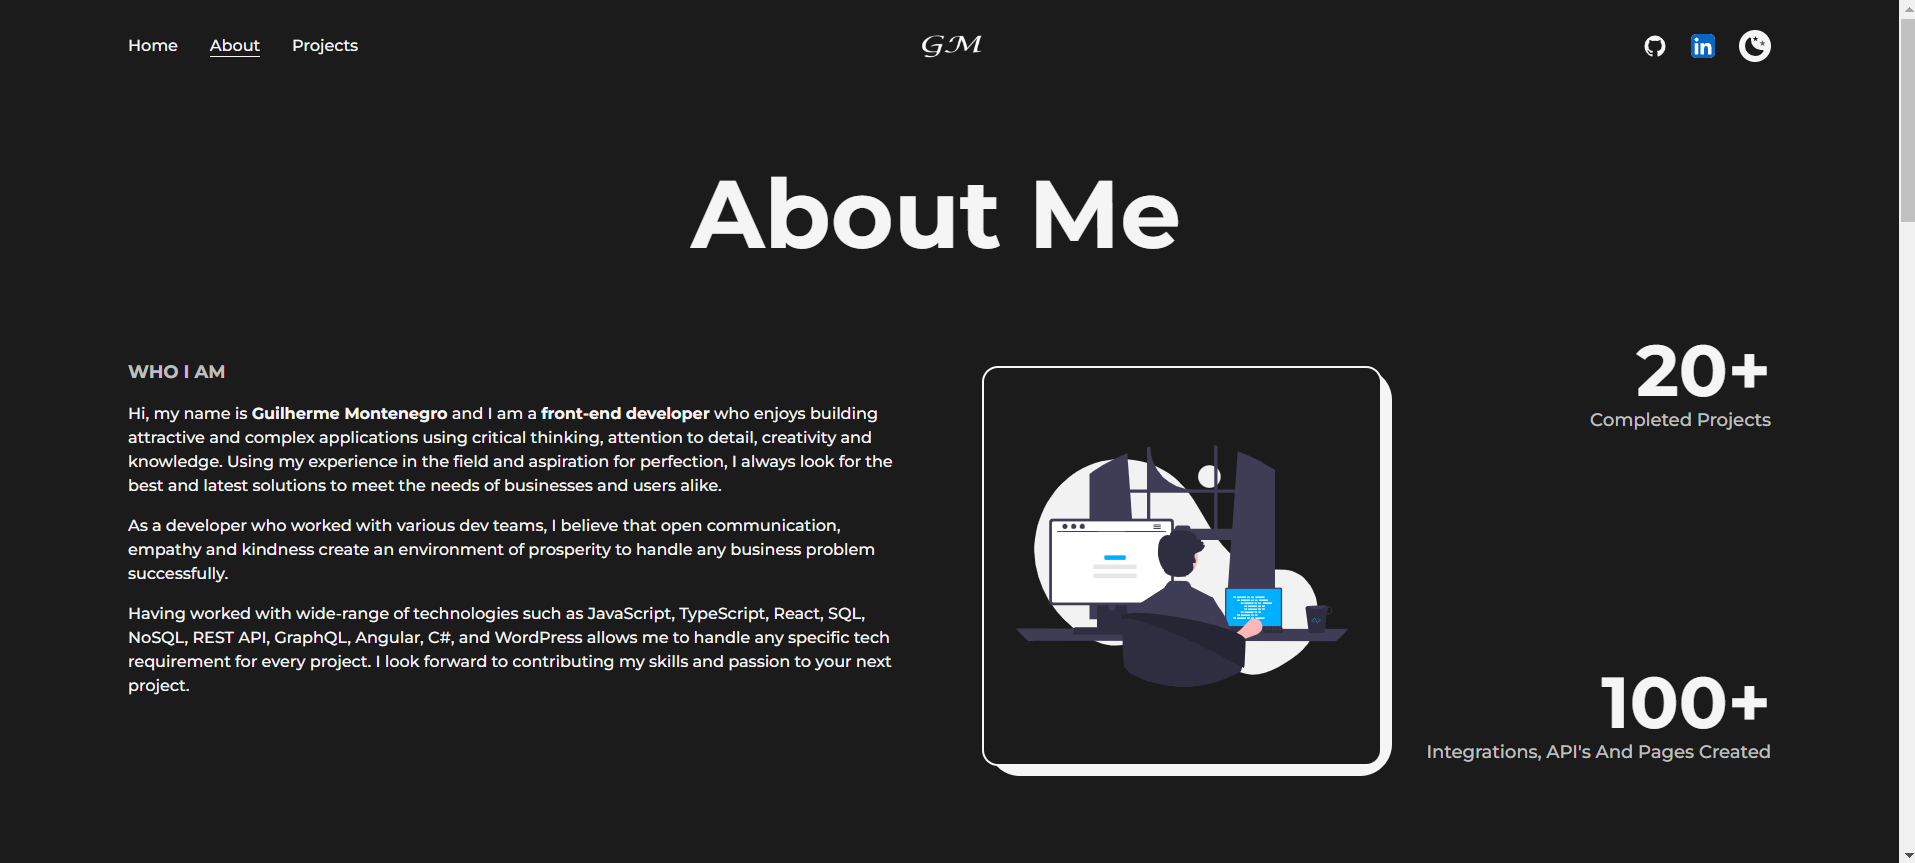 Home About Projects
GM
About Me
WHO I AM
Hi, my name is Guilherme Montenegro and I am a front-end developer who enjoys building
attractive and complex applications using critical thinking, attention to detail, creativity and
knowledge. Using my experience in the field and aspiration for perfection, I always look for the
best and latest solutions to meet the needs of businesses and users alike.
As a developer who worked with various dev teams, I believe that open communication,
empathy and kindness create an environment of prosperity to handle any business problem
successfully.
Having worked with wide-range of technologies such as JavaScript, TypeScript, React, SQL,
NoSQL, REST API, GraphQL, Angular, C#, and WordPress allows me to handle any specific tech
requirement for every project. I look forward to contributing my skills and passion to your next
project.
20+
Completed Projects
100+
Integrations, API's And Pages Created